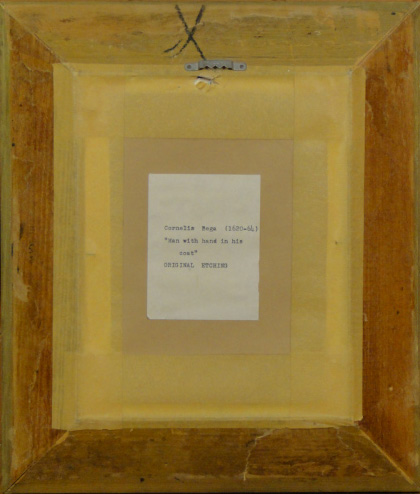 Cornelis Bega (1620-64)
"Man with hand in his
coat"
ORIGINAL ETCHING